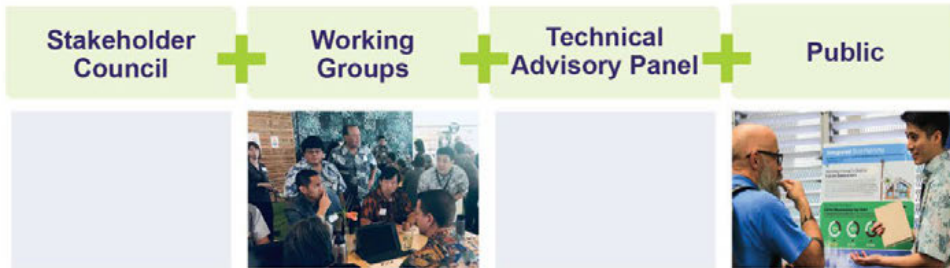 Stakeholder
Council
+
Working
Groups
+
Technical
Advisory Panel
+
Public